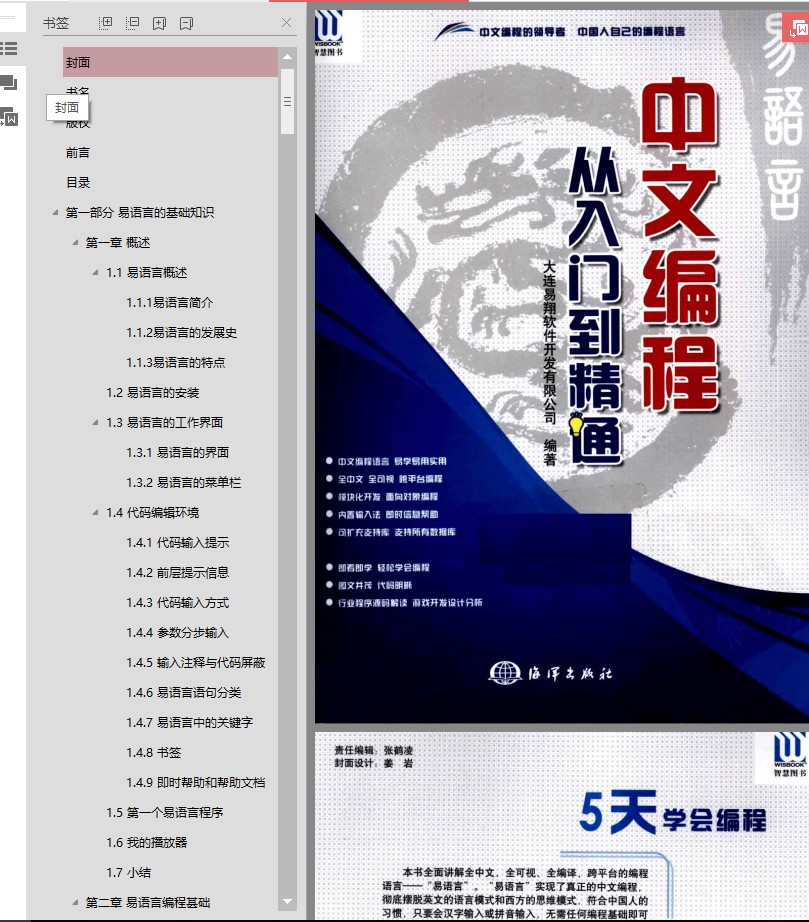 书签
封面
书名
封面
版权
前言
目录
第一部分 易语言的基础知识
第一章 概述
1.1 易语言概述
1.1.1易语言简介
1.1.2易语言的发展史
1.1.3易语言的特点
1.2 易语言的安装
1.3 易语言的工作界面
1.3.1 易语言的界面
1.3.2 易语言的菜单栏
1.4 代码编辑环境
1.4.1 代码输入提示
1.4.2 前层提示信息
1.4.3 代码输入方式
1.4.4 参数分步输入
1.4.5 输入注释与代码屏蔽
1.4.6 易语言语句分类
1.4.7 易语言中的关键字
1.4.8 书签
1.4.9 即时帮助和帮助文档
1.5 第一个易语言程序
1.6 我的播放器
1.7 小结
第二章 易语言编程基础
WISBOOK
智慧图书
中文编程的领导者 中国人自己的编程语言
易語言
中文编程
从入门到精通
大连易翔软件开发有限公司 编著
中文编程语言 易学易用实用
全中文 全可视 跨平台编程
模块化开发 面向对象编程
内置输入法 即时信息帮助
可扩充支持库 支持所有数据库
即看即学 轻松学会编程
图文并茂 代码明晰
行业程序源码解读 游戏开发设计分析
海洋出版社
责任编辑：张鹤凌
封面设计：姜 岩
WISBOOK
智慧图书
5天学会编程
本书全面讲解全中文、全可视、全编译，跨平台的编程
语言——“易语言”。“易语言”实现了真正的中文编程，
彻底摆脱英文的语言模式和西方的思维模式，符合中国人的
习惯，只要会汉字输入或拼音输入，无需任何编程基础即可